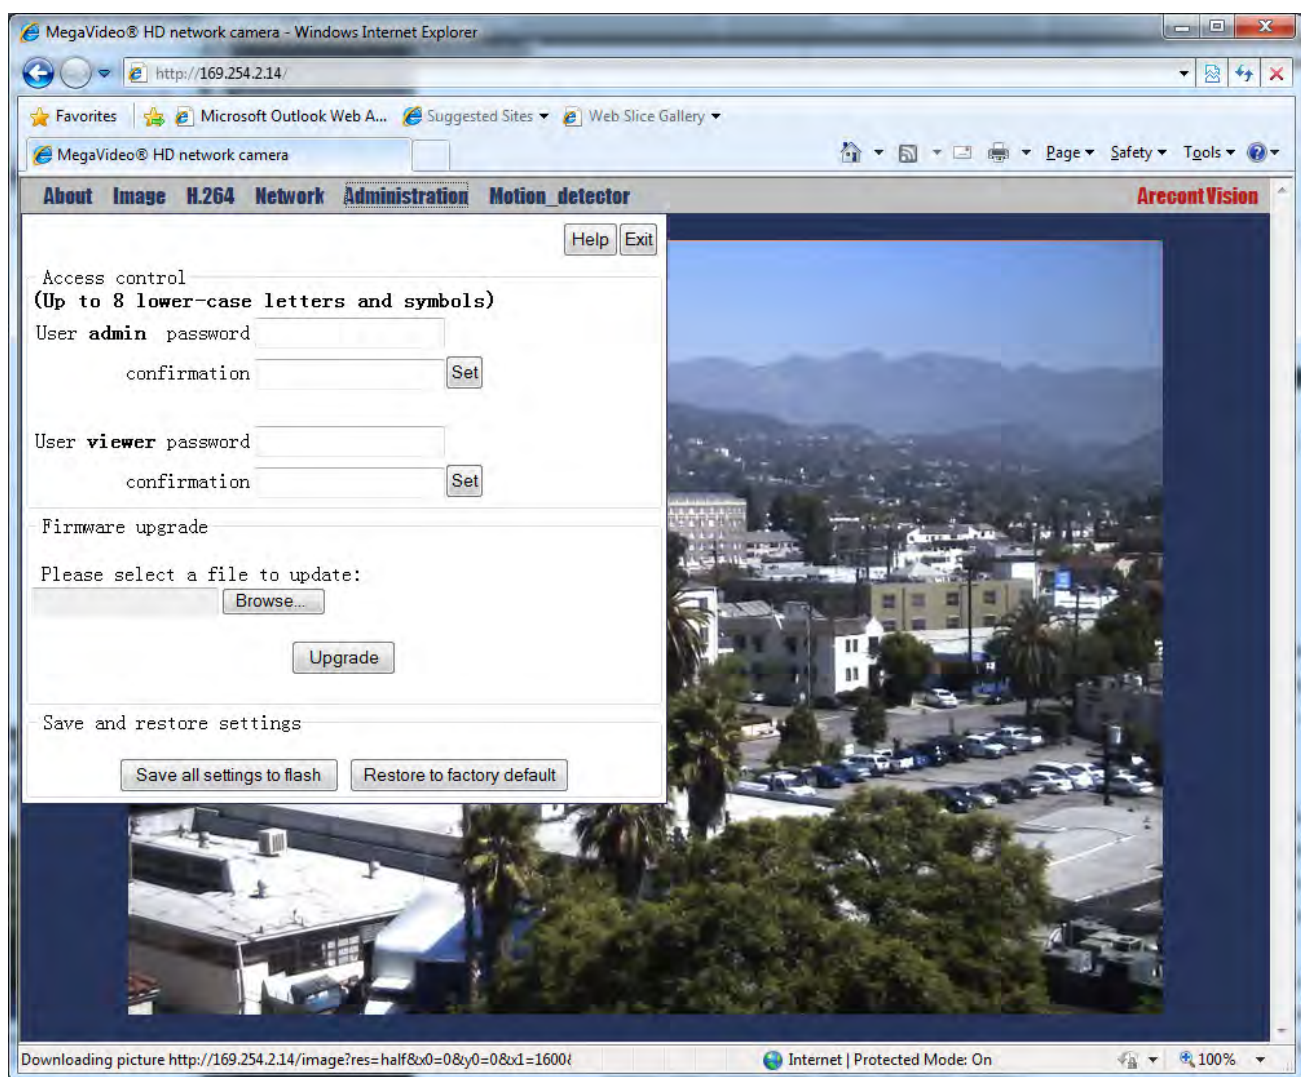 MegaVideo® HD network camera - Windows Internet Explorer
http://169.254.2.14/
Favorites Microsoft Outlook Web A... Suggested Sites Web Slice Gallery
MegaVideo® HD network camera Page Safety Tools
About Image H.264 Network Administration Motion_detector ArecontVision
Help Exit
Access control
(Up to 8 lower-case letters and symbols)
User admin password
confirmation Set
User viewer password
confirmation Set
Firmware upgrade
Please select a file to update:
Browse...
Upgrade
Save and restore settings
Save all settings to flash Restore to factory default
Downloading picture http://169.254.2.14/image?res=half&x0=0&y0=0&x1=1600& Internet | Protected Mode: On 100%